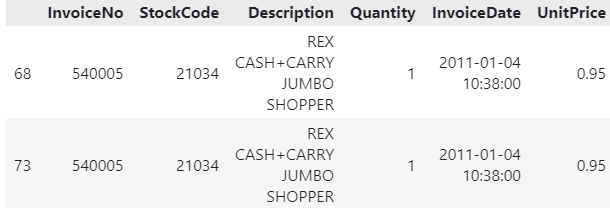 InvoiceNo StockCode Description Quantity InvoiceDate UnitPrice
68 540005 21034 REX CASH+CARRY JUMBO SHOPPER 1 2011-01-04 10:38:00 0.95
73 540005 21034 REX CASH+CARRY JUMBO SHOPPER 1 2011-01-04 10:38:00 0.95